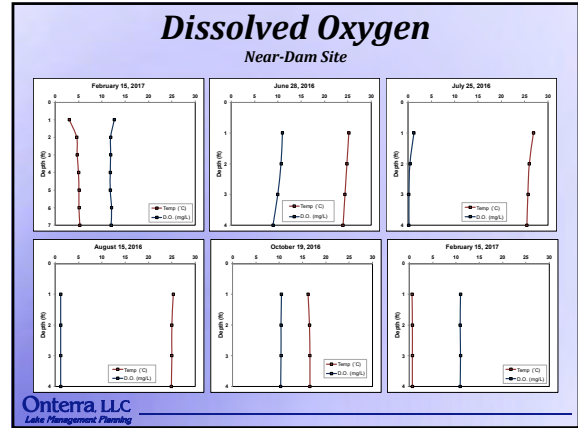 Dissolved Oxygen
Near-Dam Site
February 15, 2017
0 5 10 15 20 25 30
0
1
2
3
4
5
6
7
Depth (ft)
Temp (˚C)
D.O. (mg/L)
June 28, 2016
0 5 10 15 20 25 30
0
1
2
3
4
Depth (ft)
Temp (˚C)
D.O. (mg/L)
July 25, 2016
0 5 10 15 20 25 30
0
1
2
3
4
Depth (ft)
Temp (˚C)
D.O. (mg/L)
August 15, 2016
0 5 10 15 20 25 30
0
1
2
3
4
Depth (ft)
Temp (˚C)
D.O. (mg/L)
October 19, 2016
0 5 10 15 20 25 30
0
1
2
3
4
Depth (ft)
Temp (˚C)
D.O. (mg/L)
February 15, 2017
0 5 10 15 20 25 30
0
1
2
3
4
Depth (ft)
Temp (˚C)
D.O. (mg/L)
Onterra, LLC
Lake Management Planning